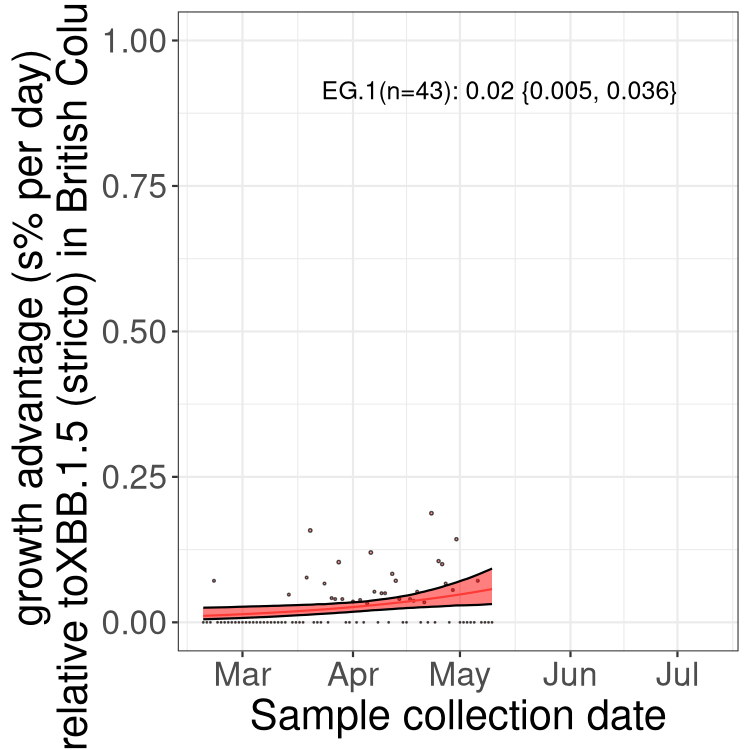 growth advantage (s% per day)
relative toXBB.1.5 (stricto) in British Colu
1.00
0.75
0.50
0.25
0.00
EG.1(n=43): 0.02 {0.005, 0.036}
Mar Apr May Jun Jul
Sample collection date